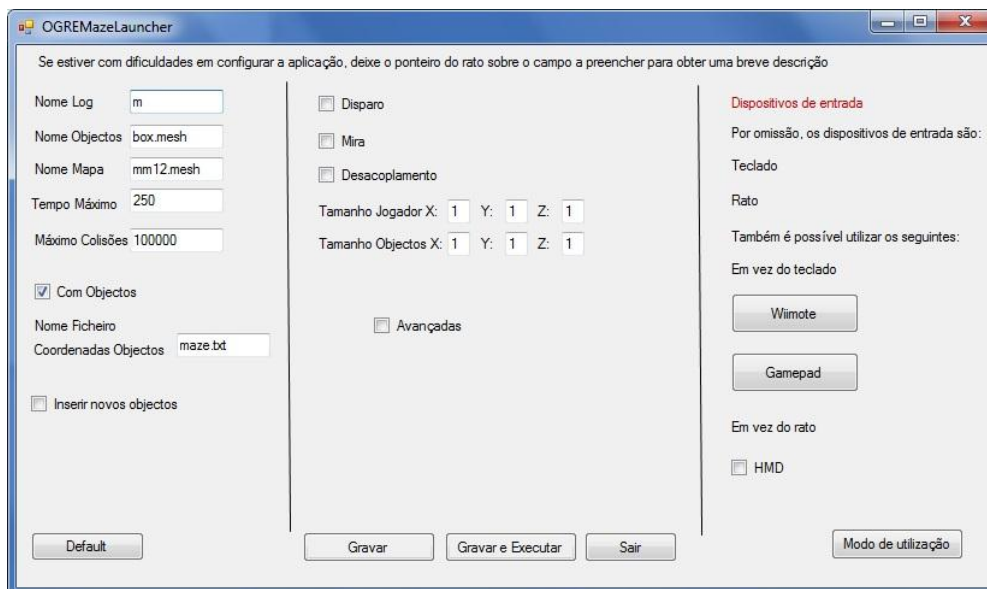 OGREMazeLauncher
Se estiver com dificuldades em configurar a aplicação, deixe o ponteiro do rato sobre o campo a preencher para obter uma breve descrição
Nome Log m
Nome Objectos box.mesh
Nome Mapa mm12.mesh
Tempo Máximo 250
Máximo Colisões 100000
Com Objectos
Nome Ficheiro
Coordenadas Objectos maze.txt
Inserir novos objectos
Default
Disparo
Mira
Desacoplamento
Tamanho Jogador X: 1 Y: 1 Z: 1
Tamanho Objectos X: 1 Y: 1 Z: 1
Avançadas
Gravar Gravar e Executar Sair
Dispositivos de entrada
Por omissão, os dispositivos de entrada são:
Teclado
Rato
Também é possível utilizar os seguintes:
Em vez do teclado
Wiimote
Gamepad
Em vez do rato
HMD
Modo de utilização